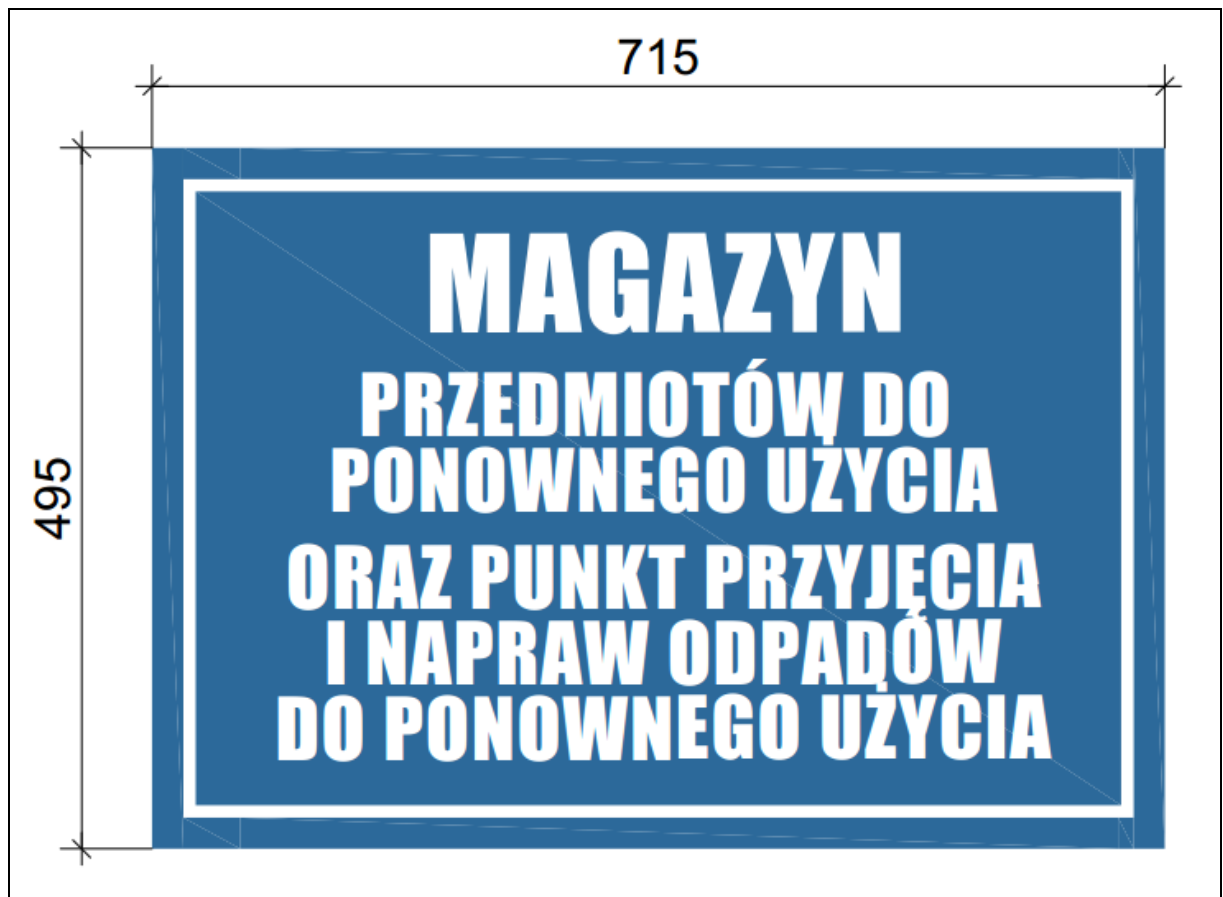 715
495
MAGAZYN
PRZEDMIOTÓW DO
PONOWNEGO UŻYCIA
ORAZ PUNKT PRZYJĘCIA
I NAPRAW ODPADÓW
DO PONOWNEGO UŻYCIA